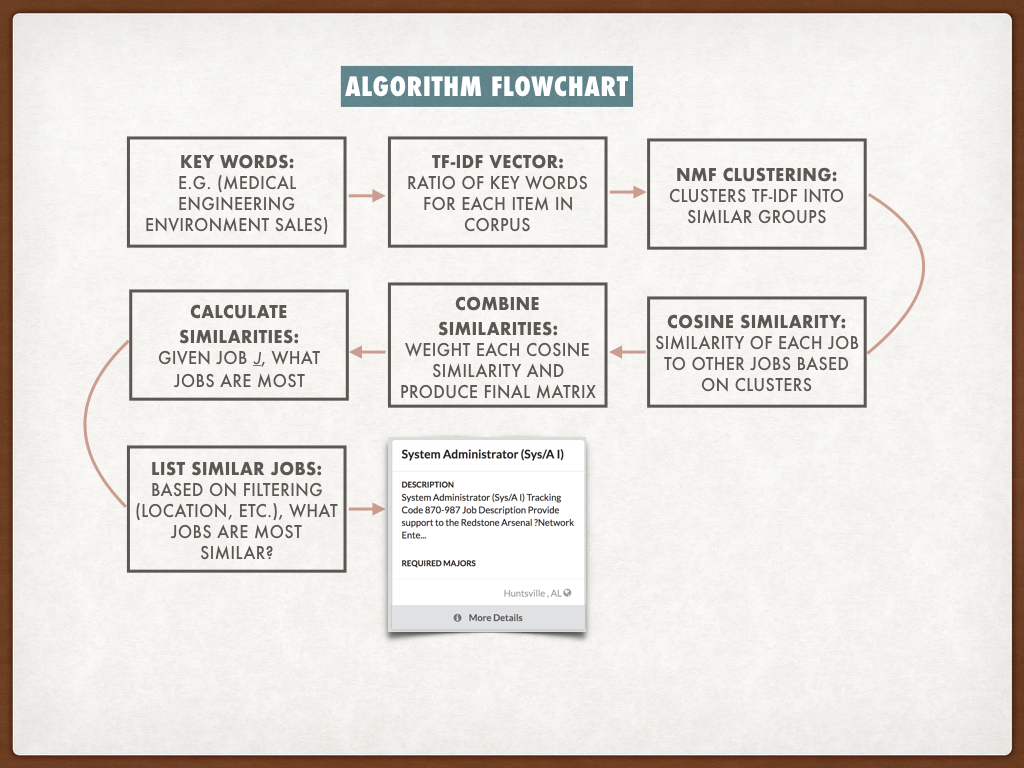 ALGORITHM FLOWCHART
KEY WORDS:
E.G. (MEDICAL
ENGINEERING
ENVIRONMENT SALES)
TF-IDF VECTOR:
RATIO OF KEY WORDS
FOR EACH ITEM IN
CORPUS
NMF CLUSTERING:
CLUSTERS TF-IDF INTO
SIMILAR GROUPS
COSINE SIMILARITY:
SIMILARITY OF EACH JOB
TO OTHER JOBS BASED
ON CLUSTERS
COMBINE
SIMILARITIES:
WEIGHT EACH COSINE
SIMILARITY AND
PRODUCE FINAL MATRIX
CALCULATE
SIMILARITIES:
GIVEN JOB J, WHAT
JOBS ARE MOST
LIST SIMILAR JOBS:
BASED ON FILTERING
(LOCATION, ETC.), WHAT
JOBS ARE MOST
SIMILAR?
System Administrator (Sys/A I)
DESCRIPTION
System Administrator (Sys/A I) Tracking
Code 870-987 Job Description Provide
support to the Redstone Arsenal ?Network
Ente...
REQUIRED MAJORS
Huntsville , AL
More Details